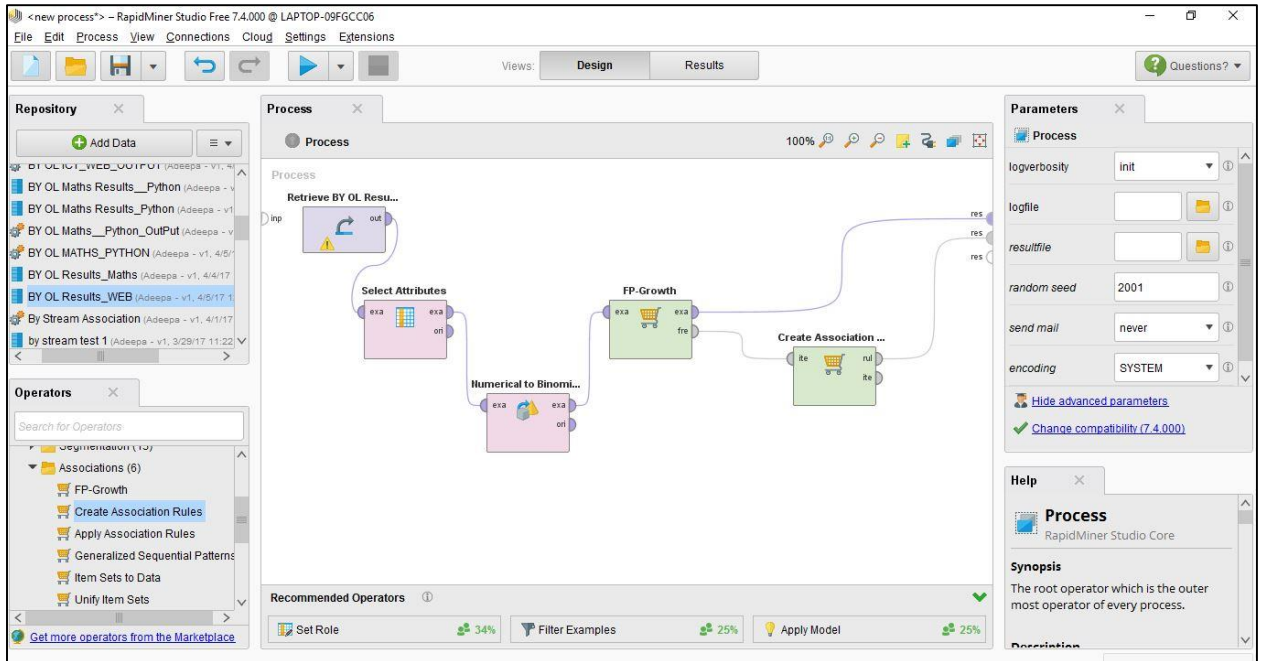 <new process*> – RapidMiner Studio Free 7.4.000 @ LAPTOP-09FGCC06
File Edit Process View Connections Cloud Settings Extensions
Views: Design Results Questions?
Repository
Add Data
BY OL ICT_WEB_OUTPUT (Adeepa - v1, 4/
BY OL Maths Results__Python (Adeepa - v
BY OL Maths Results_Python (Adeepa - v1
BY OL Maths__Python_OutPut (Adeepa - v
BY OL MATHS_PYTHON (Adeepa - v1, 4/5/
BY OL Results_Maths (Adeepa - v1, 4/4/17
BY OL Results_WEB (Adeepa - v1, 4/5/17 1
By Stream Association (Adeepa - v1, 4/1/17
by stream test 1 (Adeepa - v1, 3/29/17 11:22
Operators
Search for Operators
Segmentation (13)
Associations (6)
FP-Growth
Create Association Rules
Apply Association Rules
Generalized Sequential Patterns
Item Sets to Data
Unify Item Sets
Get more operators from the Marketplace
Process
Process
100%
Process
inp
Retrieve BY OL Resu...
out
Select Attributes
exa exa
ori
Numerical to Binomi...
exa exa
ori
FP-Growth
exa exa
fre
Create Association ...
ite rul
ite
res
res
res
Recommended Operators
Set Role 34%
Filter Examples 25%
Apply Model 25%
Parameters
Process
logverbosity init
logfile
resultfile
random seed 2001
send mail never
encoding SYSTEM
Hide advanced parameters
Change compatibility (7.4.000)
Help
Process
RapidMiner Studio Core
Synopsis
The root operator which is the outer
most operator of every process.
Description